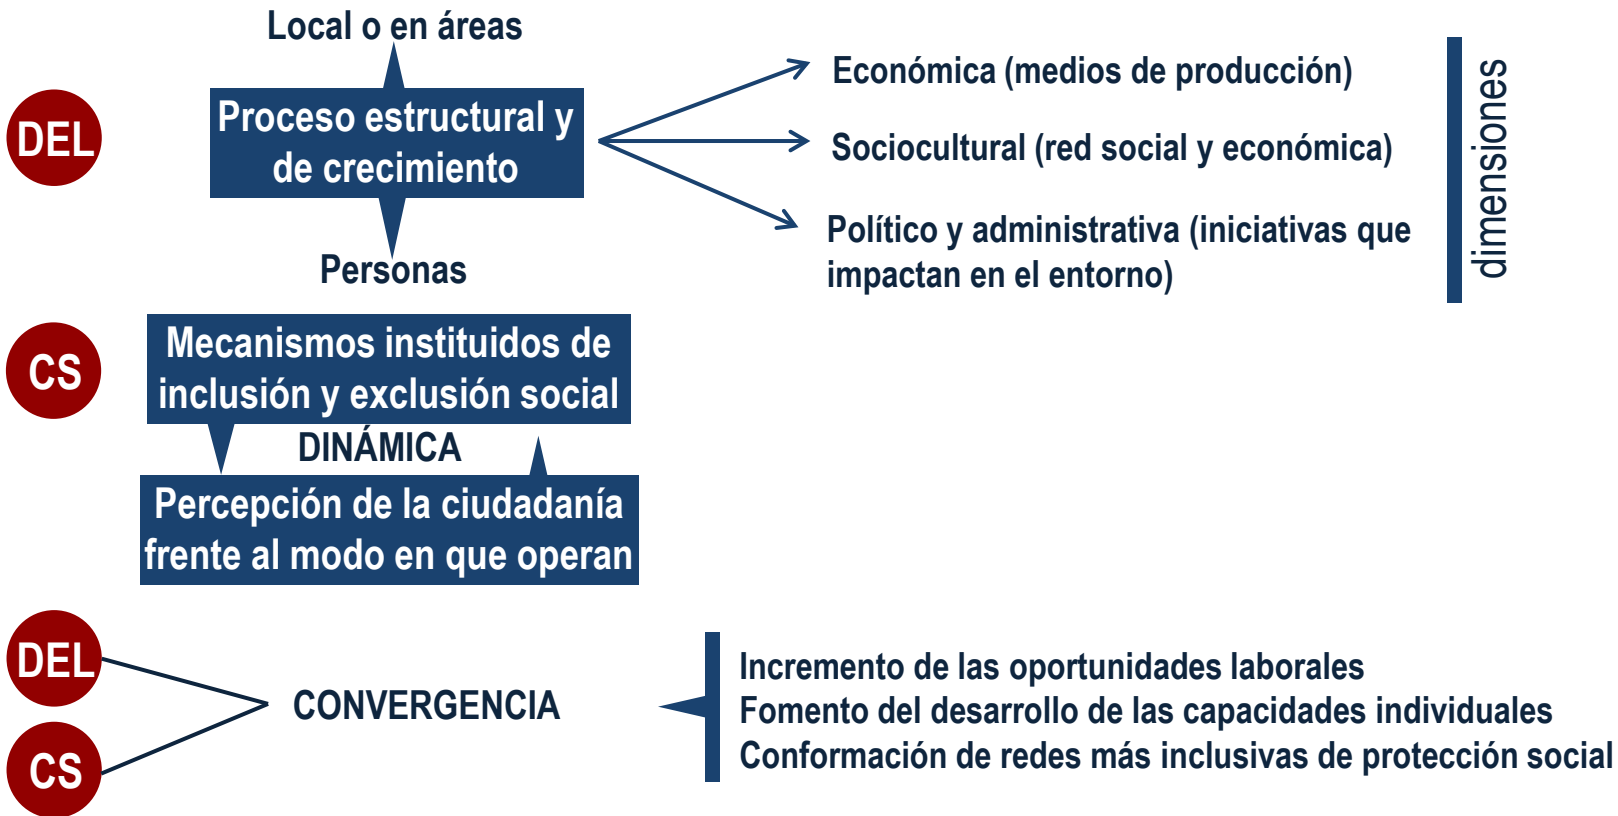 Local o en áreas
DEL
Proceso estructural y
de crecimiento
Personas
Económica (medios de producción)
Sociocultural (red social y económica)
Político y administrativa (iniciativas que
impactan en el entorno)
dimensiones
CS
Mecanismos instituidos de
inclusión y exclusión social
DINÁMICA
Percepción de la ciudadanía
frente al modo en que operan
DEL
CS
CONVERGENCIA
Incremento de las oportunidades laborales
Fomento del desarrollo de las capacidades individuales
Conformación de redes más inclusivas de protección social